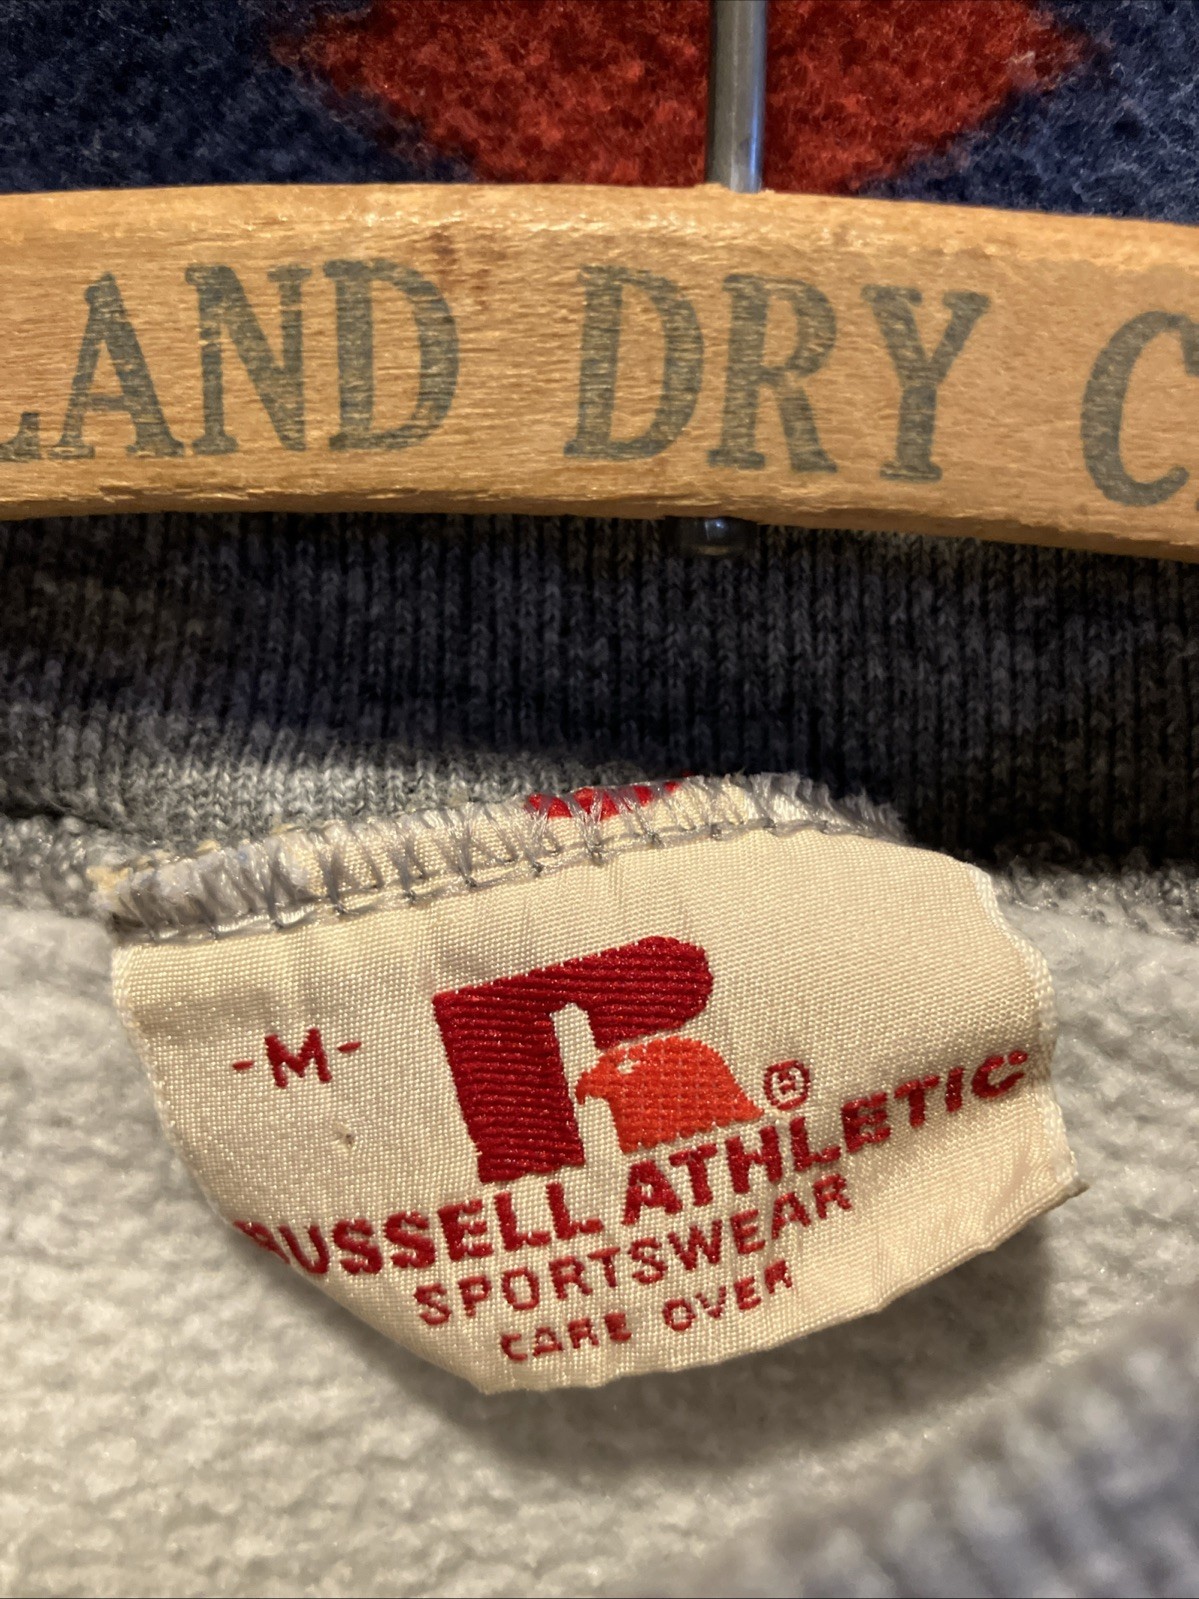 LAND DRY C
-M-
R ®
RUSSELL ATHLETIC
SPORTSWEAR
CARE OVER